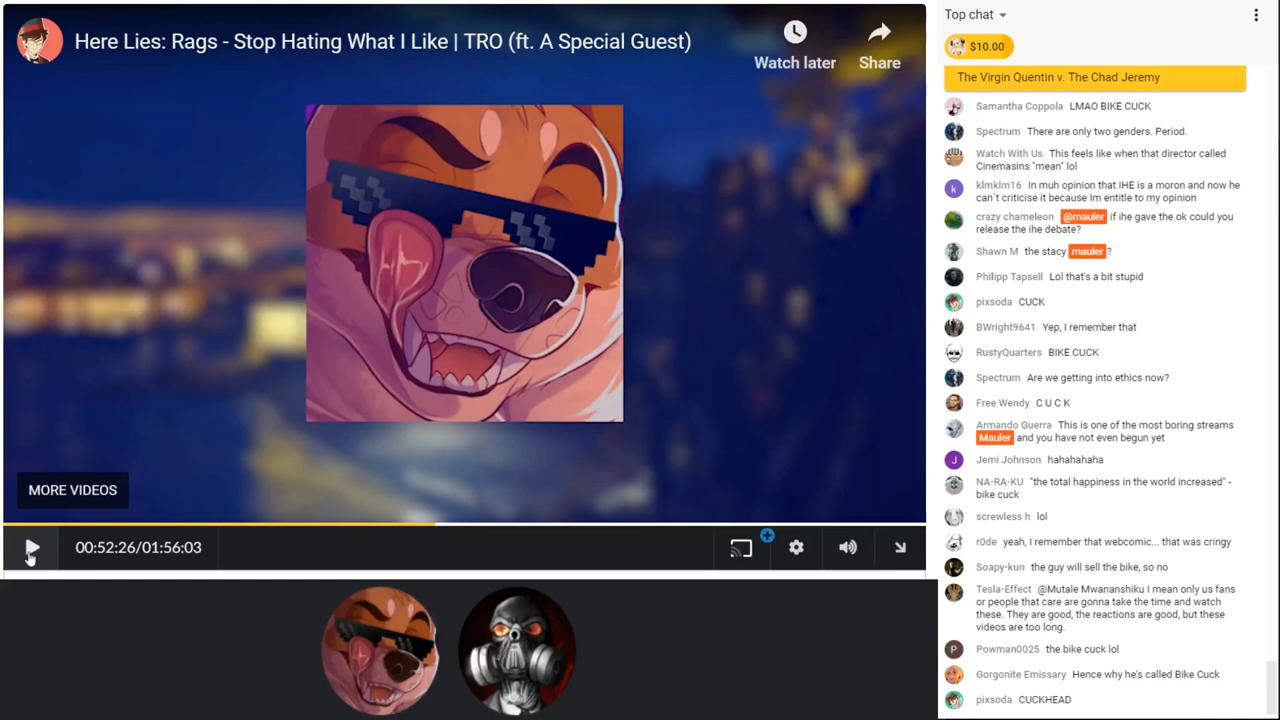 Here Lies: Rags - Stop Hating What I Like | TRO (ft. A Special Guest)
Watch later
Share
MORE VIDEOS
00:52:26/01:56:03
Top chat
$10.00
The Virgin Quentin v. The Chad Jeremy
Samantha Coppola LMAO BIKE CUCK
Spectrum There are only two genders. Period.
Watch With Us This feels like when that director called
Cinemasins "mean" lol
k
klmklm16 In muh opinion that IHE is a moron and now he
can`t criticise it because Im entitle to my opinion
crazy chameleon @mauler if ihe gave the ok could you
release the ihe debate?
Shawn M the stacy mauler ?
Philipp Tapsell Lol that's a bit stupid
pixsoda CUCK
BWright9641 Yep, I remember that
RustyQuarters BIKE CUCK
Spectrum Are we getting into ethics now?
Free Wendy C U C K
Armando Guerra This is one of the most boring streams
Mauler and you have not even begun yet
J
Jemi Johnson hahahahaha
NA-RA-KU "the total happiness in the world increased" -
bike cuck
screwless h lol
r0de yeah, I remember that webcomic... that was cringy
Soapy-kun the guy will sell the bike, so no
Tesla-Effect @Mutale Mwananshiku I mean only us fans
or people that care are gonna take the time and watch
these. They are good, the reactions are good, but these
videos are too long.
P
Powman0025 the bike cuck lol
Gorgonite Emissary Hence why he's called Bike Cuck
pixsoda CUCKHEAD